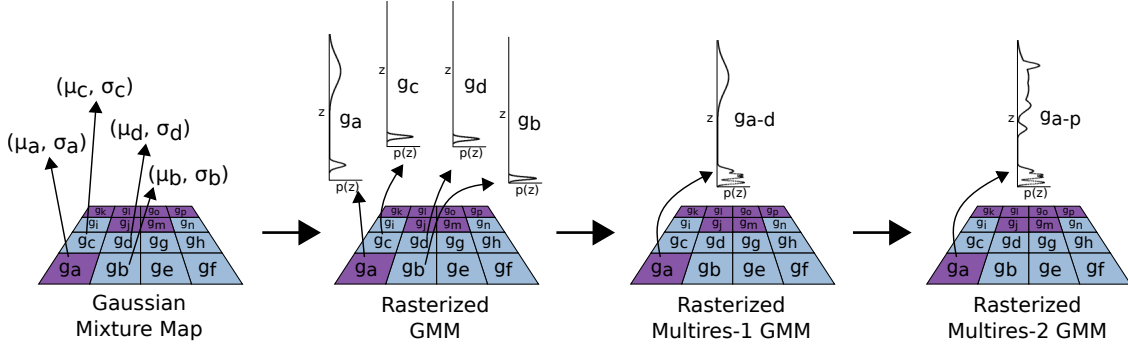 (μc, σc)
(μa, σa)
(μd, σd)
(μb, σb)
gk gl go gp
gi gj gm gn
gc gd gg gh
ga gb ge gf
Gaussian
Mixture Map
z
ga
z
p(z)
z
gc
p(z)
z
gd
p(z)
z
gb
p(z)
gk gl go gp
gi gj gm gn
gc gd gg gh
ga gb ge gf
Rasterized
GMM
z
ga-d
p(z)
gk gl go gp
gi gj gm gn
gc gd gg gh
ga gb ge gf
Rasterized
Multires-1 GMM
z
ga-p
p(z)
gk gl go gp
gi gj gm gn
gc gd gg gh
ga gb ge gf
Rasterized
Multires-2 GMM